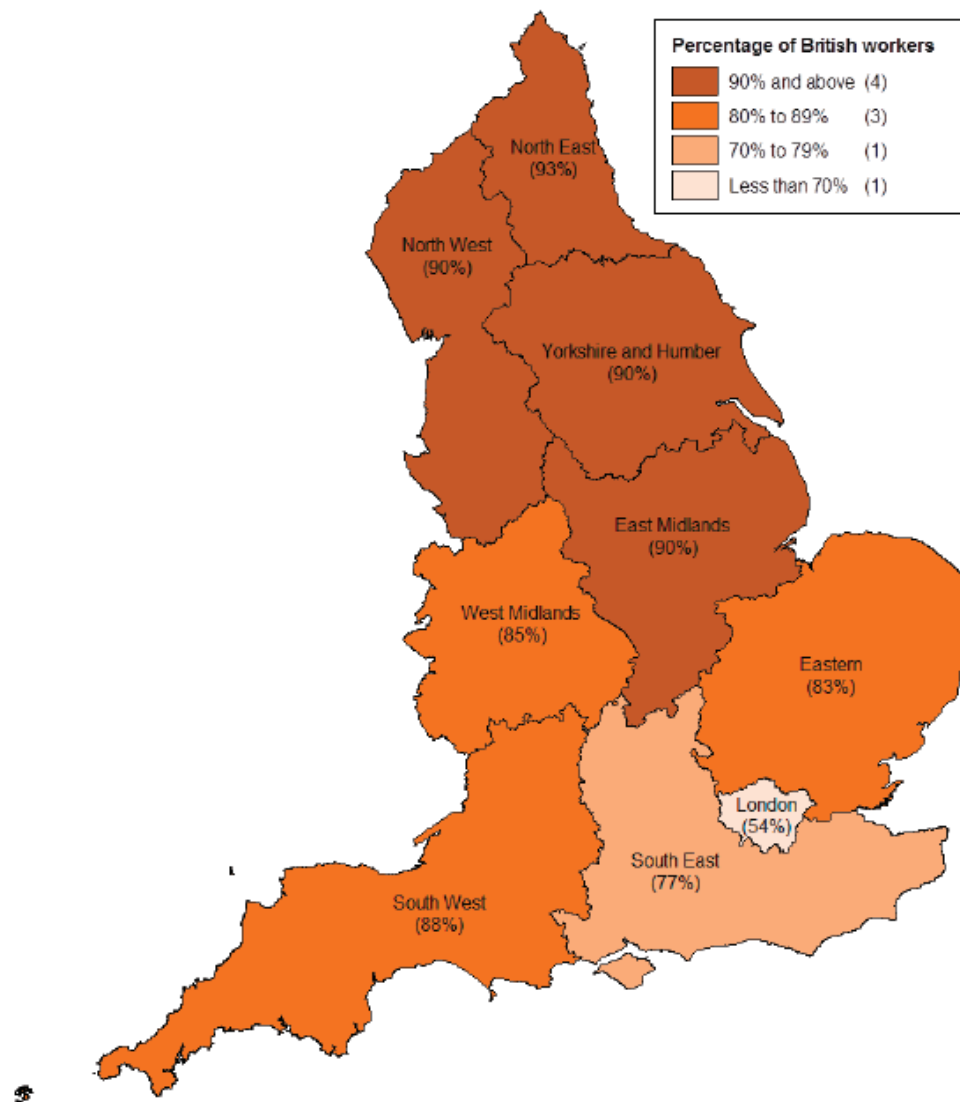 Percentage of British workers
90% and above (4)
80% to 89% (3)
70% to 79% (1)
Less than 70% (1)
North East
(93%)
North West
(90%)
Yorkshire and Humber
(90%)
East Midlands
(90%)
West Midlands
(85%)
Eastern
(83%)
London
(54%)
South East
(77%)
South West
(88%)